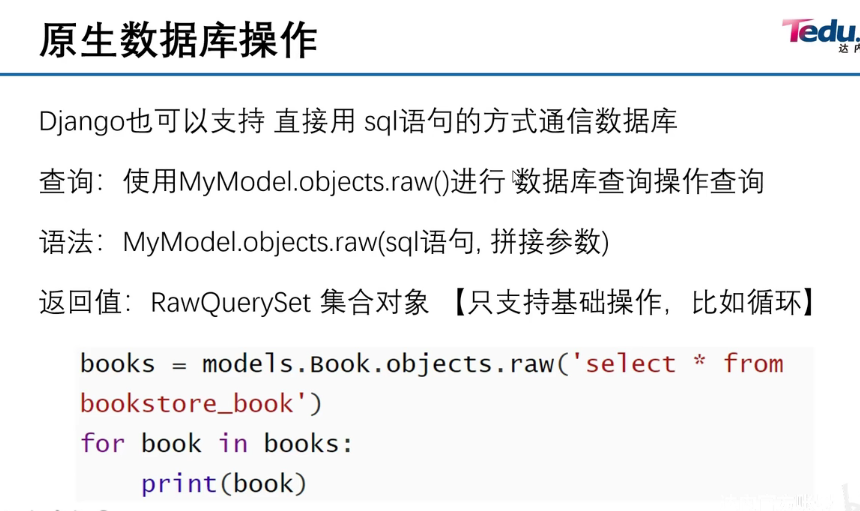 原生数据库操作
Tedu.
达内
Django也可以支持 直接用 sql语句的方式通信数据库
查询：使用MyModel.objects.raw()进行 数据库查询操作查询
语法：MyModel.objects.raw(sql语句, 拼接参数)
返回值：RawQuerySet 集合对象 【只支持基础操作，比如循环】
books = models.Book.objects.raw('select * from
bookstore_book')
for book in books:
print(book)